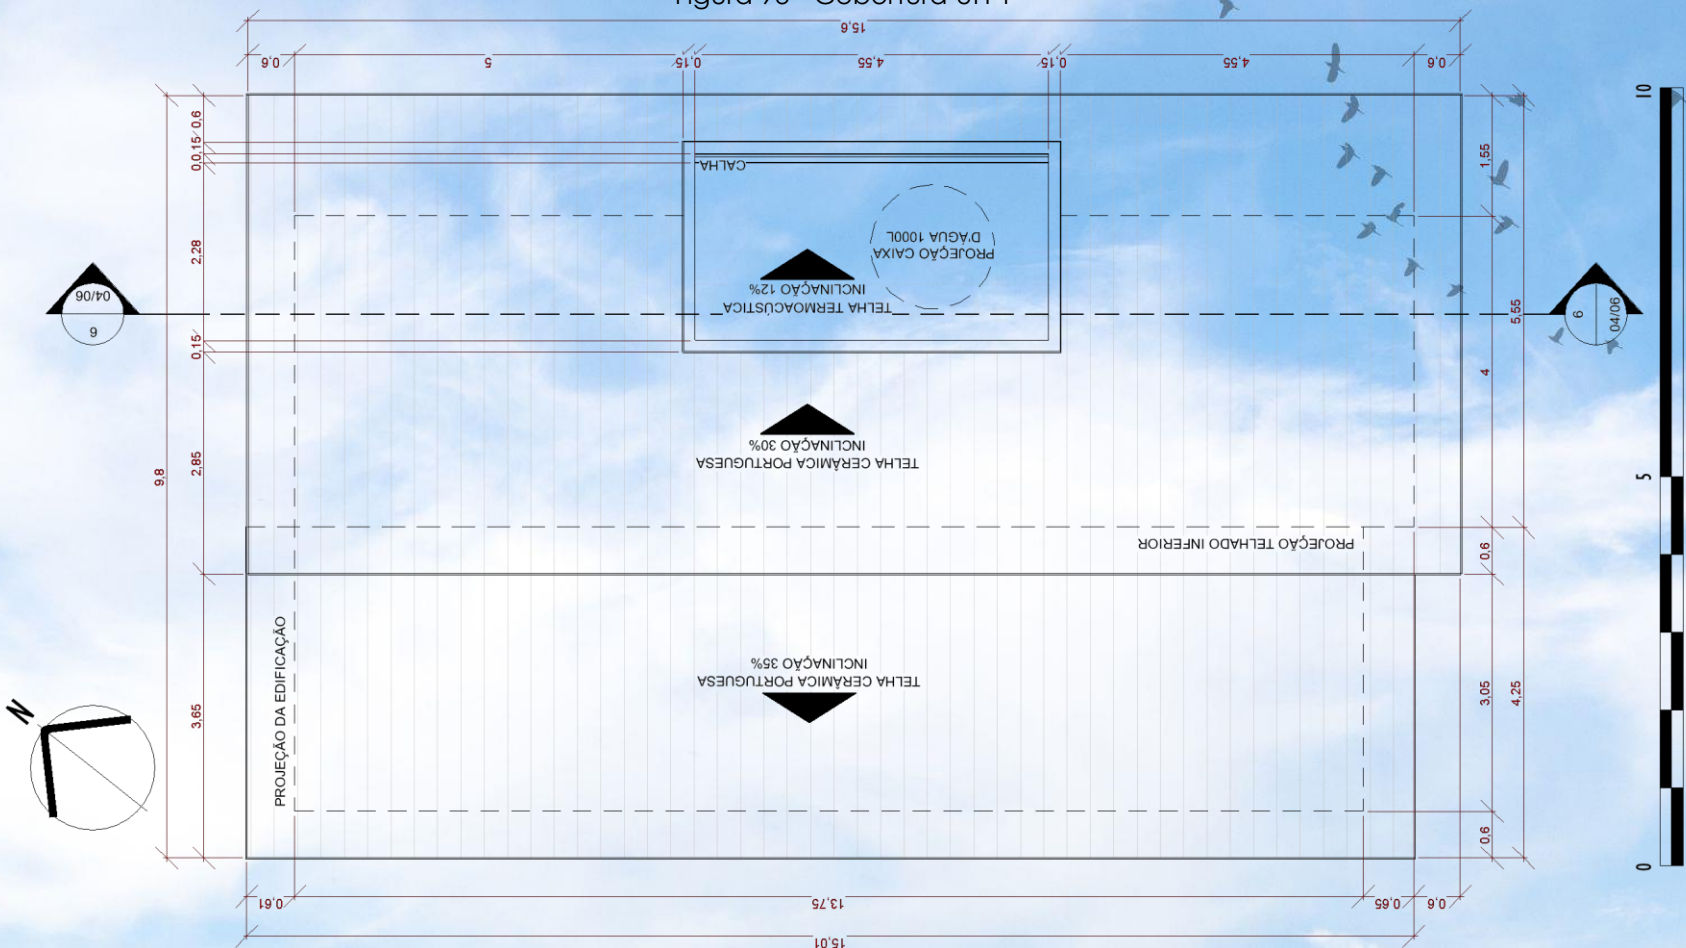 15,6
0,6
5
0,15
4,55
0,15
4,55
0,6
0,6
0,15
CALHA
1,55
PROJEÇÃO CAIXA
D'ÁGUA 1000L
2,28
TELHA TERMOACÚSTICA
INCLINAÇÃO 12%
04/06
6
6
04/06
0,15
5,55
4
TELHA CERÂMICA PORTUGUESA
INCLINAÇÃO 30%
2,85
9,8
PROJEÇÃO TELHADO INFERIOR
0,6
PROJEÇÃO DA EDIFICAÇÃO
TELHA CERÂMICA PORTUGUESA
INCLINAÇÃO 35%
3,65
3,05
4,25
0,6
N
0,61
13,75
0,65
0,6
15,01
10
5
0